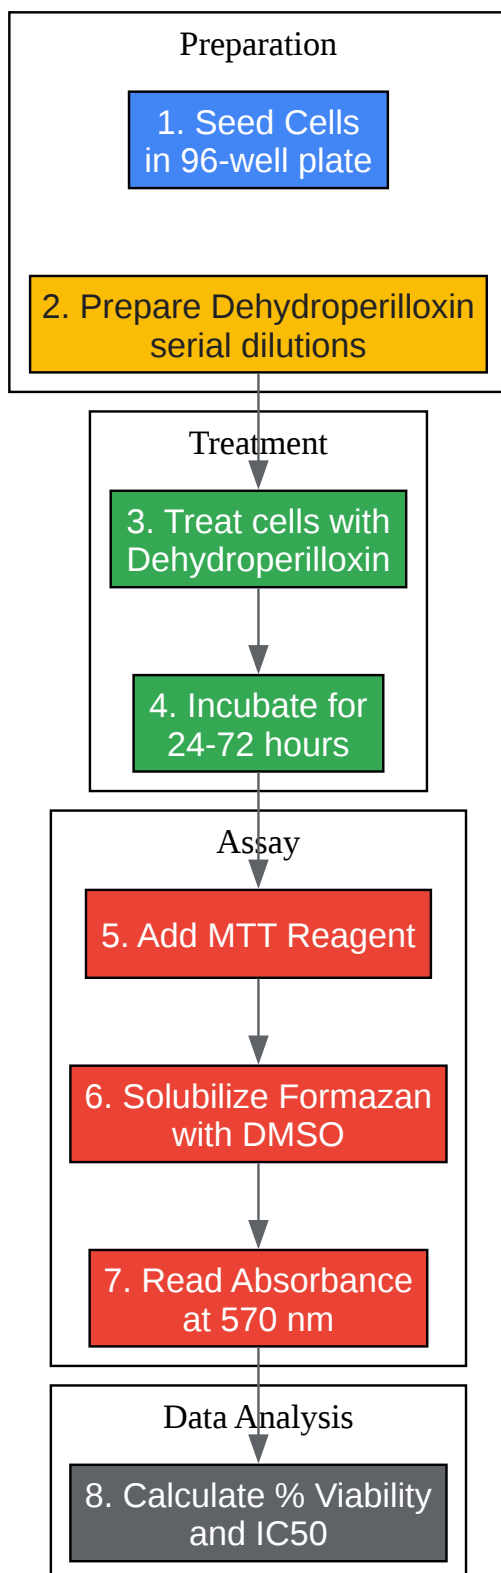 Preparation
1. Seed Cells
in 96-well plate
2. Prepare Dehydroperilloxin
serial dilutions
Treatment
3. Treat cells with
Dehydroperilloxin
4. Incubate for
24-72 hours
Assay
5. Add MTT Reagent
6. Solubilize Formazan
with DMSO
7. Read Absorbance
at 570 nm
Data Analysis
8. Calculate % Viability
and IC50